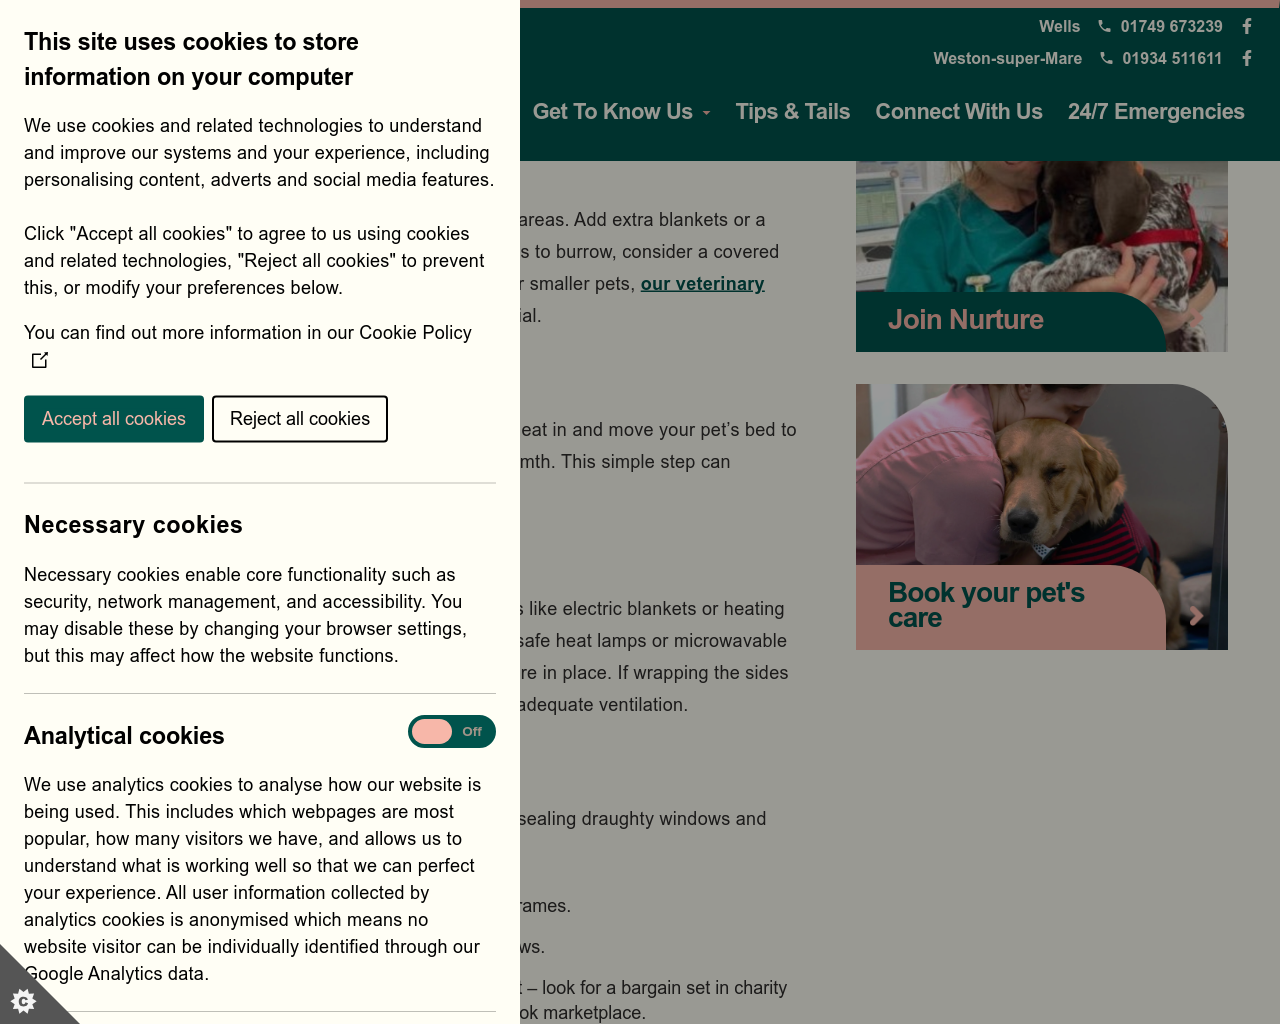 This site uses cookies to store
information on your computer
We use cookies and related technologies to understand
and improve our systems and your experience, including
personalising content, adverts and social media features.
Click "Accept all cookies" to agree to us using cookies
and related technologies, "Reject all cookies" to prevent
this, or modify your preferences below.
You can find out more information in our Cookie Policy
Accept all cookies
Reject all cookies
Necessary cookies
Necessary cookies enable core functionality such as
security, network management, and accessibility. You
may disable these by changing your browser settings,
but this may affect how the website functions.
Analytical cookies
Off
We use analytics cookies to analyse how our website is
being used. This includes which webpages are most
popular, how many visitors we have, and allows us to
understand what is working well so that we can perfect
your experience. All user information collected by
analytics cookies is anonymised which means no
website visitor can be individually identified through our
Google Analytics data.
Wells 01749 673239
Weston-super-Mare 01934 511611
Get To Know Us
Tips & Tails
Connect With Us
24/7 Emergencies
areas. Add extra blankets or a
s to burrow, consider a covered
r smaller pets, our veterinary
ial.
eat in and move your pet’s bed to
mth. This simple step can
s like electric blankets or heating
safe heat lamps or microwavable
re in place. If wrapping the sides
adequate ventilation.
sealing draughty windows and
rames.
ws.
t – look for a bargain set in charity
ok marketplace.
Join Nurture
Book your pet's
care